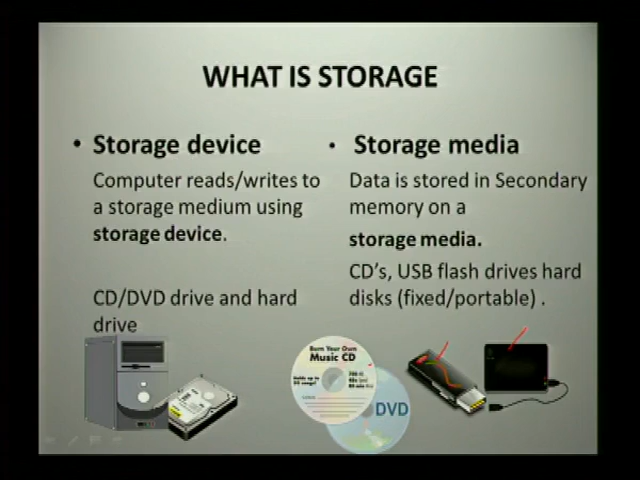 WHAT IS STORAGE
• Storage device
Computer reads/writes to
a storage medium using
storage device.
CD/DVD drive and hard
drive
• Storage media
Data is stored in Secondary
memory on a
storage media.
CD's, USB flash drives hard
disks (fixed/portable) .
Burn Your Own
Music CD
DVD